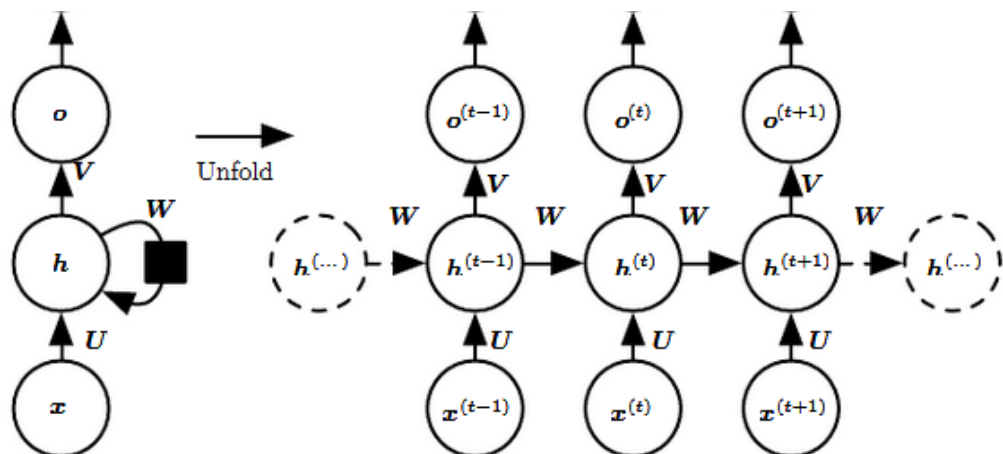 o o^(t−1) o^(t) o^(t+1)
Unfold
V V V V
W W W W W
h h^(...) h^(t−1) h^(t) h^(t+1) h^(...)
U U U U
x x^(t−1) x^(t) x^(t+1)